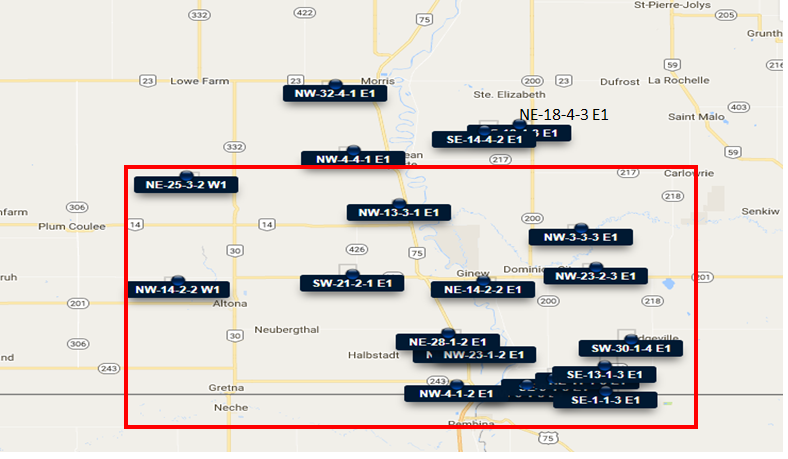 St-Pierre-Jolys
332
75
205
Grunth
59
216
23
Lowe Farm
23
Morris
200
23
Dufrost
La Rochelle
NW-32-4-1 E1
Ste. Elizabeth
403
NE-18-4-3 E1
Saint Malo
SE-14-4-2 E1
332
59
NW-4-4-1 E1
217
217
Carlowrie
NE-25-3-2 W1
218
306
NW-13-3-1 E1
200
Senkiw
Plum Coulee
14
14
NW-3-3-3 E1
30
426
75
Ginew
NW-23-2-3 E1
201
NW-14-2-2 W1
SW-21-2-1 E1
NE-14-2-2 E1
201
Altona
200
218
Neubergthal
30
306
NE-28-1-2 E1
SW-30-1-4 E1
Halbstadt
NW-23-1-2 E1
243
SE-13-1-3 E1
Gretna
243
NW-4-1-2 E1
SE-1-1-3 E1
Neche
Pembina
75